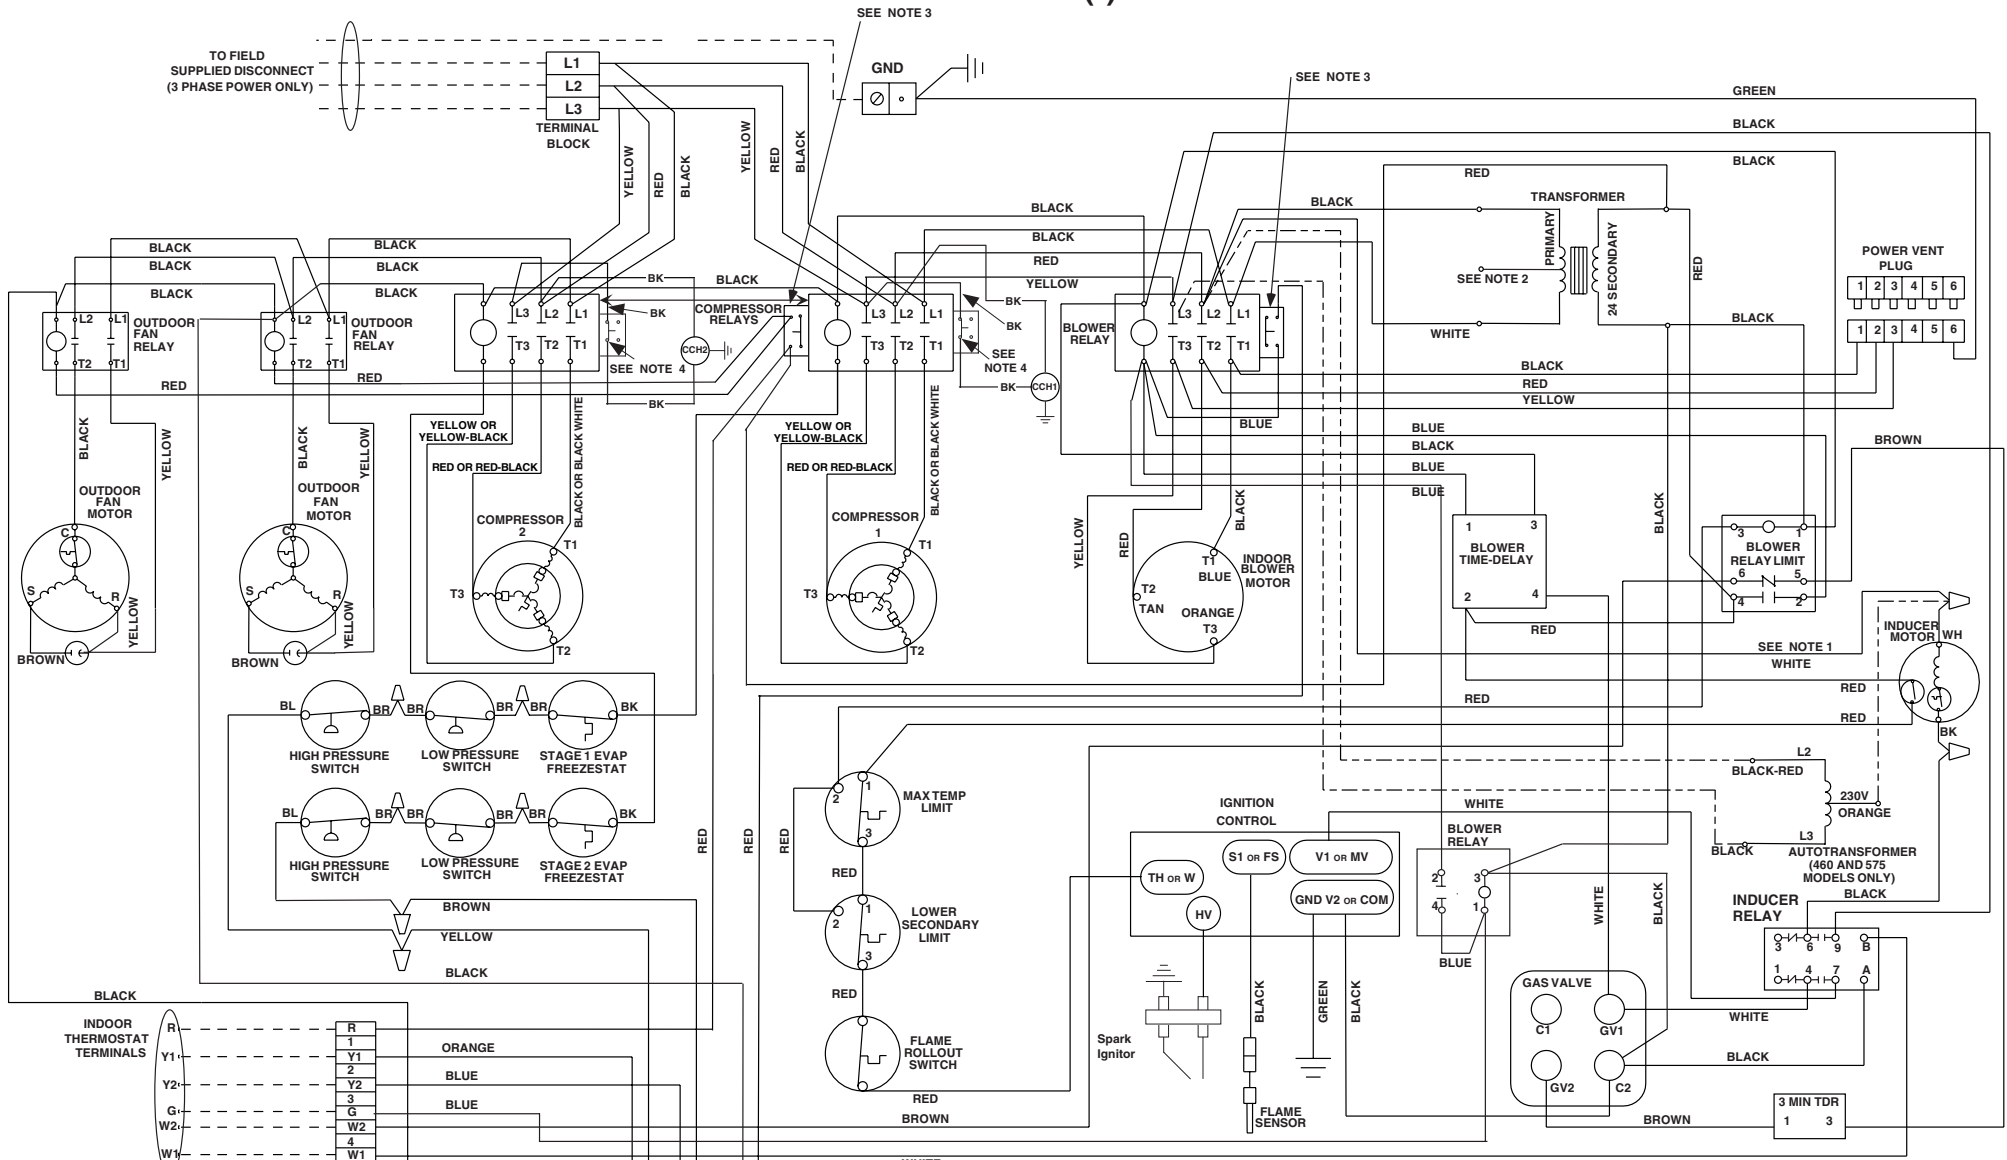 SEE NOTE 3
TO FIELD
SUPPLIED DISCONNECT
(3 PHASE POWER ONLY)
L1
L2
L3
TERMINAL
BLOCK
GND
SEE NOTE 3
GREEN
BLACK
BLACK
RED
YELLOW
RED
BLACK
YELLOW
RED
BLACK
TRANSFORMER
BLACK
PRIMARY
24 SECONDARY
SEE NOTE 2
RED
WHITE
BLACK
POWER VENT
PLUG
1 2 3 4 5 6
1 2 3 4 5 6
BLACK
BLACK
RED
YELLOW
BLACK
BLACK
BLACK
BLACK
BLACK
BLACK
BK
BLACK
BK
L2 L1
T2 T1
OUTDOOR
FAN
RELAY
L2 L1
T2 T1
OUTDOOR
FAN
RELAY
L3 L2 L1
T3 T2 T1
SEE NOTE 4
CCH2
BK
COMPRESSOR
RELAYS
L3 L2 L1
T3 T2 T1
BK
BK
SEE
NOTE 4
BK
CCH1
BLOWER
RELAY
L3 L2 L1
T3 T2 T1
RED
RED
BLACK
RED
YELLOW
BLUE
BLUE
BLACK
BLUE
BLUE
BROWN
BLACK
YELLOW
BLACK
YELLOW
YELLOW OR
YELLOW-BLACK
RED OR RED-BLACK
BLACK OR BLACK WHITE
YELLOW OR
YELLOW-BLACK
RED OR RED-BLACK
BLACK OR BLACK WHITE
OUTDOOR
FAN
MOTOR
C
S
R
YELLOW
BROWN
OUTDOOR
FAN
MOTOR
C
S
R
YELLOW
BROWN
COMPRESSOR
2
T1
T3
T2
COMPRESSOR
1
T1
T3
T2
YELLOW
RED
BLACK
T1
BLUE
T2
TAN
ORANGE
T3
INDOOR
BLOWER
MOTOR
1 3
BLOWER
TIME-DELAY
2 4
RED
BLACK
3 1
BLOWER
RELAY LIMIT
6 5
4 2
INDUCER
MOTOR
WH
SEE NOTE 1
WHITE
RED
RED
RED
BK
BL BR BR BR BR BK
HIGH PRESSURE
SWITCH
LOW PRESSURE
SWITCH
STAGE 1 EVAP
FREEZESTAT
BL BR BR BR BR BK
HIGH PRESSURE
SWITCH
LOW PRESSURE
SWITCH
STAGE 2 EVAP
FREEZESTAT
BROWN
YELLOW
BLACK
BLACK
RED
RED
RED
1
2
3
MAX TEMP
LIMIT
RED
1
2
3
LOWER
SECONDARY
LIMIT
RED
FLAME
ROLLOUT
SWITCH
RED
BROWN
IGNITION
CONTROL
S1 OR FS
V1 OR MV
TH OR W
GND V2 OR COM
HV
WHITE
BLACK
GREEN
BLACK
Spark
Ignitor
FLAME
SENSOR
BLOWER
RELAY
2 3
4 1
BLUE
WHITE
BLACK
L2
BLACK-RED
230V
ORANGE
L3
BLACK
AUTOTRANSFORMER
(460 AND 575
MODELS ONLY)
BLACK
INDUCER
RELAY
3 6 9 B
1 4 7 A
WHITE
BLACK
GAS VALVE
C1
GV1
GV2
C2
BROWN
3 MIN TDR
1 3
INDOOR
THERMOSTAT
TERMINALS
R
Y1
Y2
G
W2
W1
R
1
Y1
2
Y2
3
G
W2
4
W1
ORANGE
BLUE
BLUE